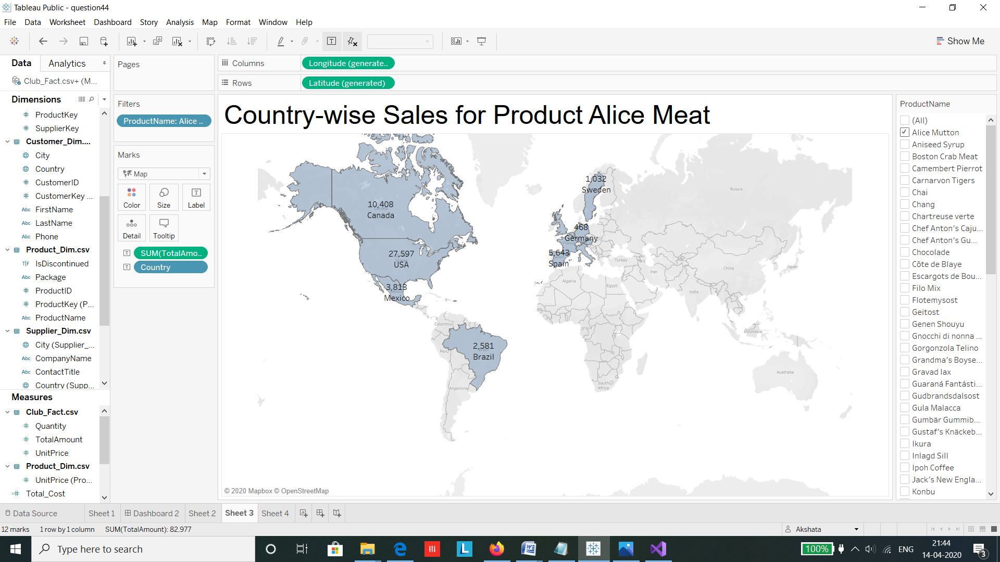 Tableau Public - question44
File Data Worksheet Dashboard Story Analysis Map Format Window Help
Show Me
Data Analytics
Club_Fact.csv+ (M...
Dimensions
# ProductKey
# SupplierKey
Customer_Dim....
City
Country
# CustomerID
# CustomerKey ...
Abc FirstName
Abc LastName
Abc Phone
Product_Dim.csv
T|F IsDiscontinued
Abc Package
# ProductID
# ProductKey (P...
Abc ProductName
Supplier_Dim.csv
City (Supplier_...
Abc CompanyName
Abc ContactTitle
Country (Supp...
Measures
Club_Fact.csv
# Quantity
# TotalAmount
# UnitPrice
Product_Dim.csv
# UnitPrice (Pro...
=# Total_Cost
Pages
Filters
ProductName: Alice ..
Marks
Map
Color Size Label
Detail Tooltip
T SUM(TotalAmo..
T Country
Columns Longitude (generate..
Rows Latitude (generated)
Country-wise Sales for Product Alice Meat
1,032
Sweden
Russia
10,408
Canada
468
Germany
France
27,597
USA
5,643
Spain
Turkey
China
Japan
Iran
Algeria
Egypt
India
3,813
Mexico
Colombia
Indonesia
2,581
Brazil
Peru
Australia
South
Africa
Argentina
© 2020 Mapbox © OpenStreetMap
ProductName
(All)
Alice Mutton
Aniseed Syrup
Boston Crab Meat
Camembert Pierrot
Carnarvon Tigers
Chai
Chang
Chartreuse verte
Chef Anton's Caju...
Chef Anton's Gu...
Chocolade
Côte de Blaye
Escargots de Bou...
Filo Mix
Flotemysost
Geitost
Genen Shouyu
Gnocchi di nonna ...
Gorgonzola Telino
Grandma's Boyse...
Gravad lax
Guaraná Fantásti...
Gudbrandsdalsost
Gula Malacca
Gumbär Gummib...
Gustaf's Knäckeb...
Ikura
Inlagd Sill
Ipoh Coffee
Jack's New Engla...
Konbu
Data Source Sheet 1 Dashboard 2 Sheet 2 Sheet 3 Sheet 4
12 marks 1 row by 1 column SUM(TotalAmount): 82,977
Akshata
Type here to search
100%
ENG
21:44
14-04-2020
3